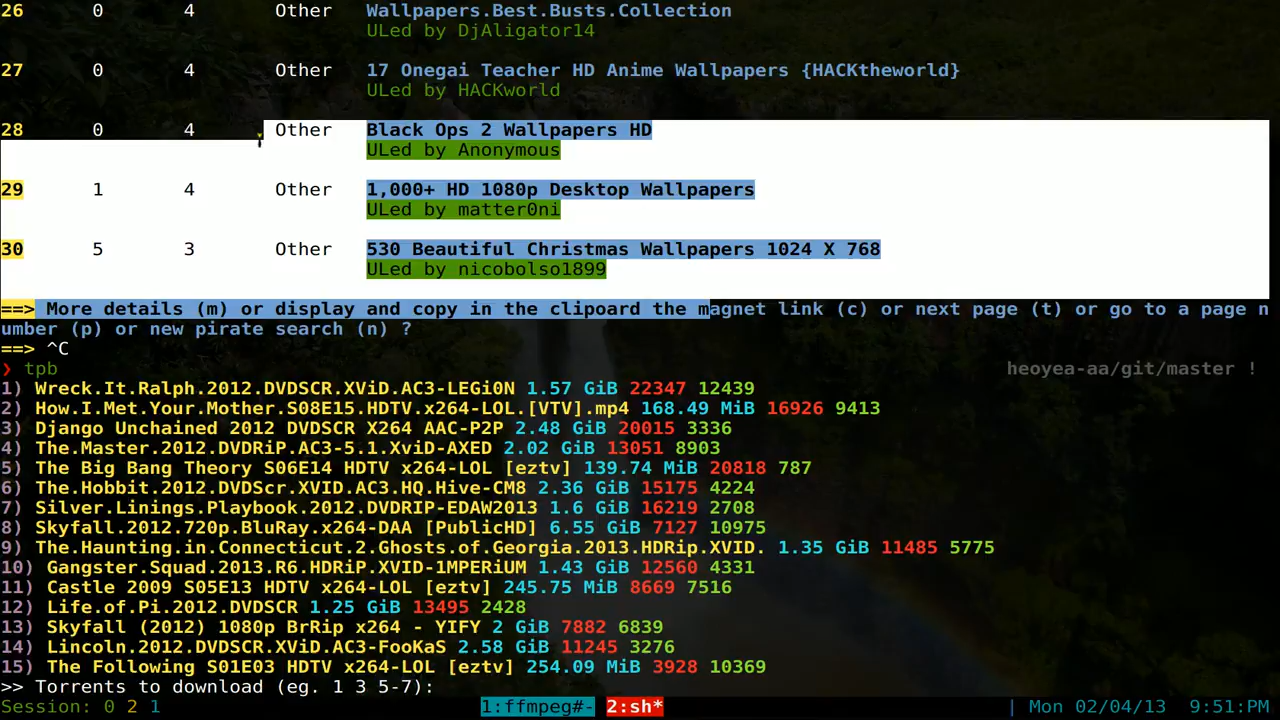 26 0 4 Other Wallpapers.Best.Busts.Collection
ULed by DjAligator14
27 0 4 Other 17 Onegai Teacher HD Anime Wallpapers {HACKtheworld}
ULed by HACKworld
28 0 4 Other Black Ops 2 Wallpapers HD
ULed by Anonymous
29 1 4 Other 1,000+ HD 1080p Desktop Wallpapers
ULed by matter0ni
30 5 3 Other 530 Beautiful Christmas Wallpapers 1024 X 768
ULed by nicobolso1899
==> More details (m) or display and copy in the clipoard the magnet link (c) or next page (t) or go to a page n
umber (p) or new pirate search (n) ?
==> ^C
❯ tpb heoyea-aa/git/master !
1) Wreck.It.Ralph.2012.DVDSCR.XViD.AC3-LEGi0N 1.57 GiB 22347 12439
2) How.I.Met.Your.Mother.S08E15.HDTV.x264-LOL.[VTV].mp4 168.49 MiB 16926 9413
3) Django Unchained 2012 DVDSCR X264 AAC-P2P 2.48 GiB 20015 3336
4) The.Master.2012.DVDRiP.AC3-5.1.XviD-AXED 2.02 GiB 13051 8903
5) The Big Bang Theory S06E14 HDTV x264-LOL [eztv] 139.74 MiB 20818 787
6) The.Hobbit.2012.DVDScr.XVID.AC3.HQ.Hive-CM8 2.36 GiB 15175 4224
7) Silver.Linings.Playbook.2012.DVDRIP-EDAW2013 1.6 GiB 16219 2708
8) Skyfall.2012.720p.BluRay.x264-DAA [PublicHD] 6.55 GiB 7127 10975
9) The.Haunting.in.Connecticut.2.Ghosts.of.Georgia.2013.HDRip.XVID. 1.35 GiB 11485 5775
10) Gangster.Squad.2013.R6.HDRiP.XVID-1MPERiUM 1.43 GiB 12560 4331
11) Castle 2009 S05E13 HDTV x264-LOL [eztv] 245.75 MiB 8669 7516
12) Life.of.Pi.2012.DVDSCR 1.25 GiB 13495 2428
13) Skyfall (2012) 1080p BrRip x264 - YIFY 2 GiB 7882 6839
14) Lincoln.2012.DVDSCR.XViD.AC3-FooKaS 2.58 GiB 11245 3276
15) The Following S01E03 HDTV x264-LOL [eztv] 254.09 MiB 3928 10369
>> Torrents to download (eg. 1 3 5-7):
Session: 0 2 1 1:ffmpeg#- 2:sh* | Mon 02/04/13 9:51:PM